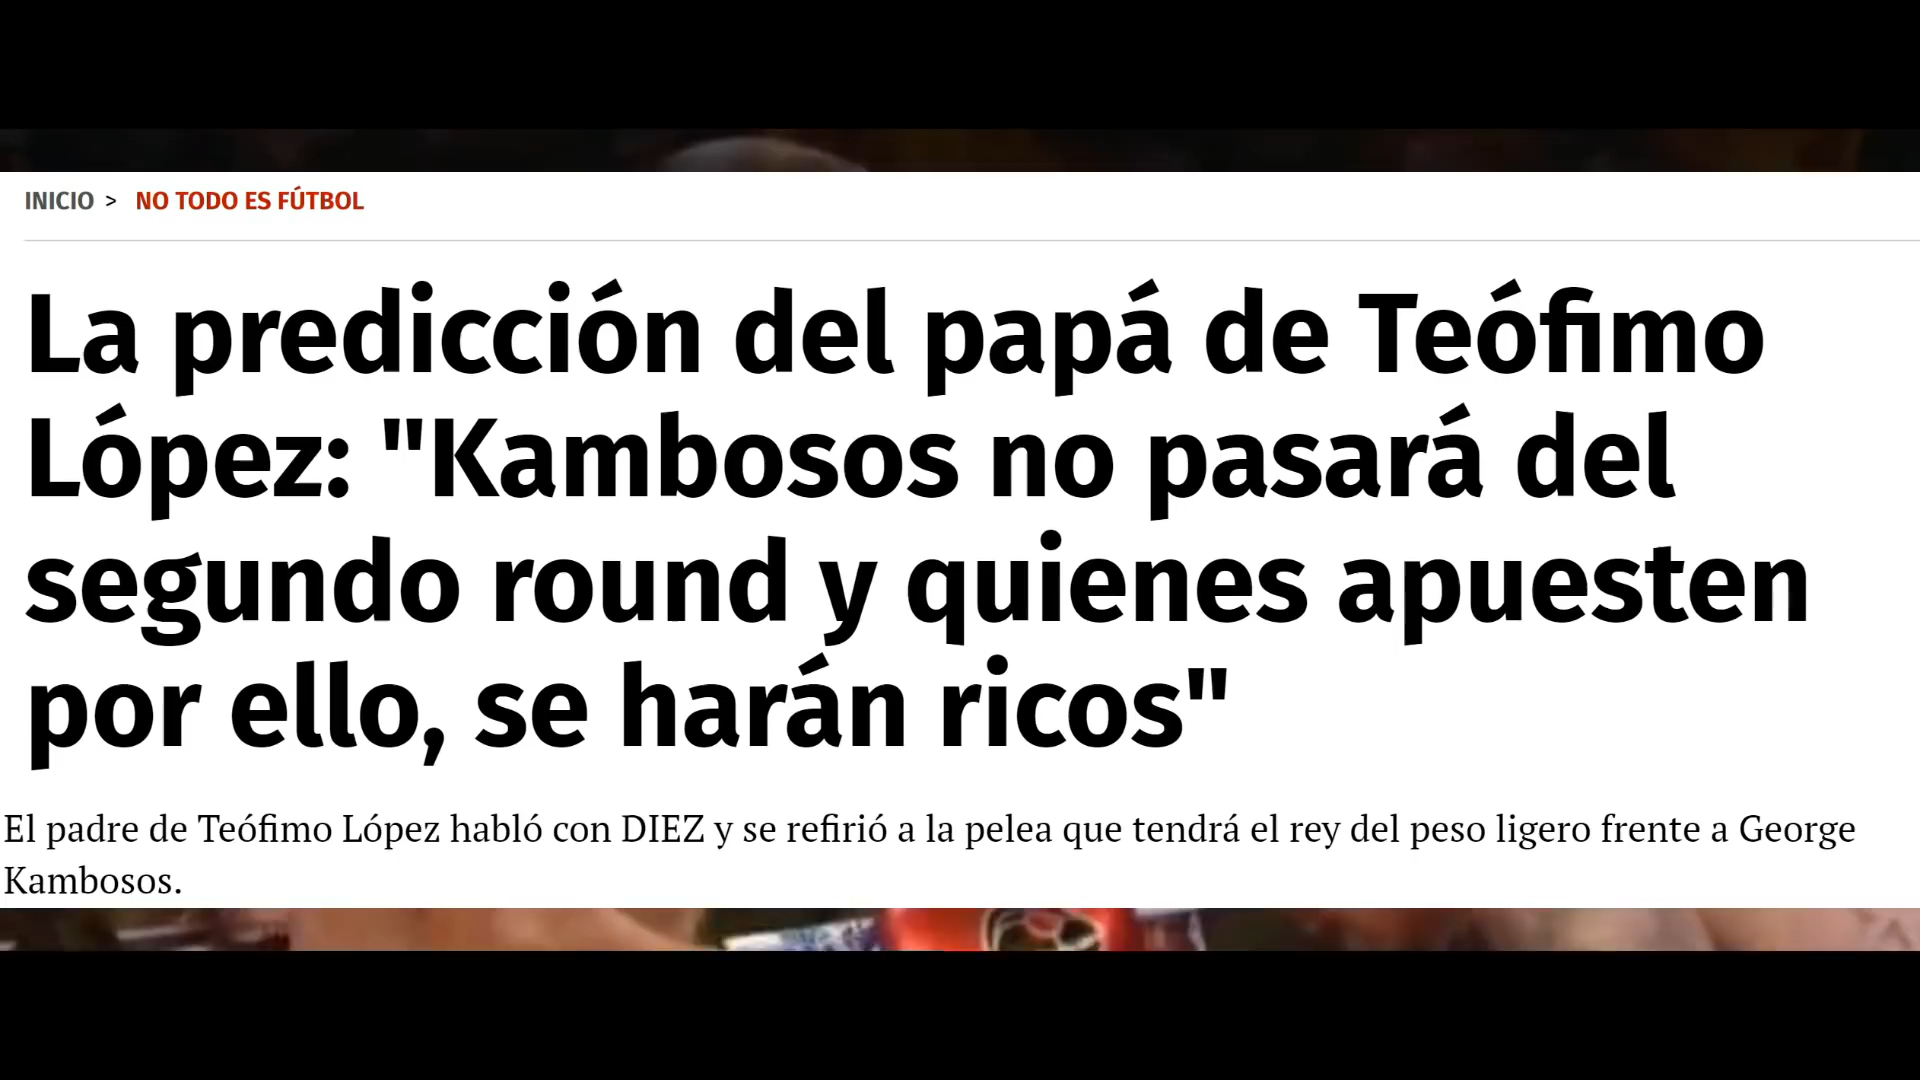 INICIO > NO TODO ES FÚTBOL
La predicción del papá de Teófimo
López: "Kambosos no pasará del
segundo round y quienes apuesten
por ello, se harán ricos"
El padre de Teófimo López habló con DIEZ y se refirió a la pelea que tendrá el rey del peso ligero frente a George
Kambosos.